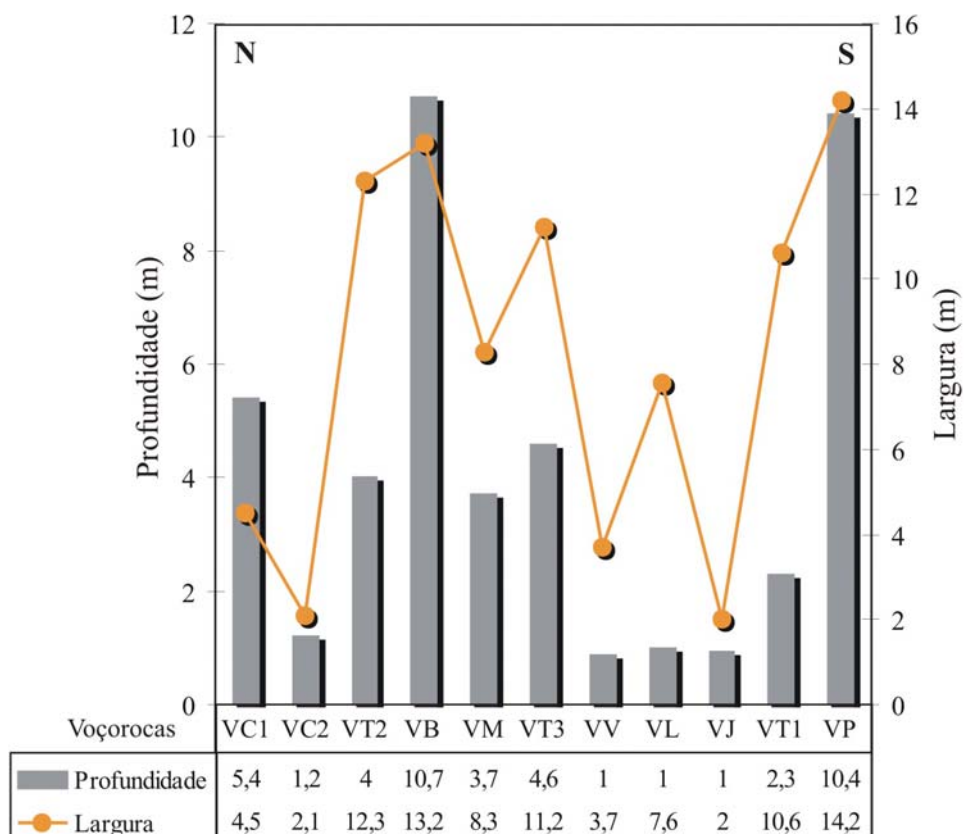 12 16
N S
14
10
12
8
10
Profundidade (m)
Largura (m)
6 8
6
4
4
2
2
0 0
Voçorocas VC1 VC2 VT2 VB VM VT3 VV VL VJ VT1 VP
Profundidade 5,4 1,2 4 10,7 3,7 4,6 1 1 1 2,3 10,4
Largura 4,5 2,1 12,3 13,2 8,3 11,2 3,7 7,6 2 10,6 14,2